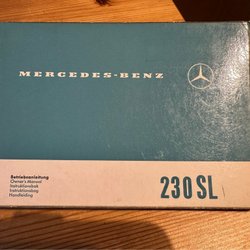 MERCEDES-BENZ
Betriebsanleitung
Owner's Manual
Instruktionsbok
Instruktionsbog
Handleiding
230 SL